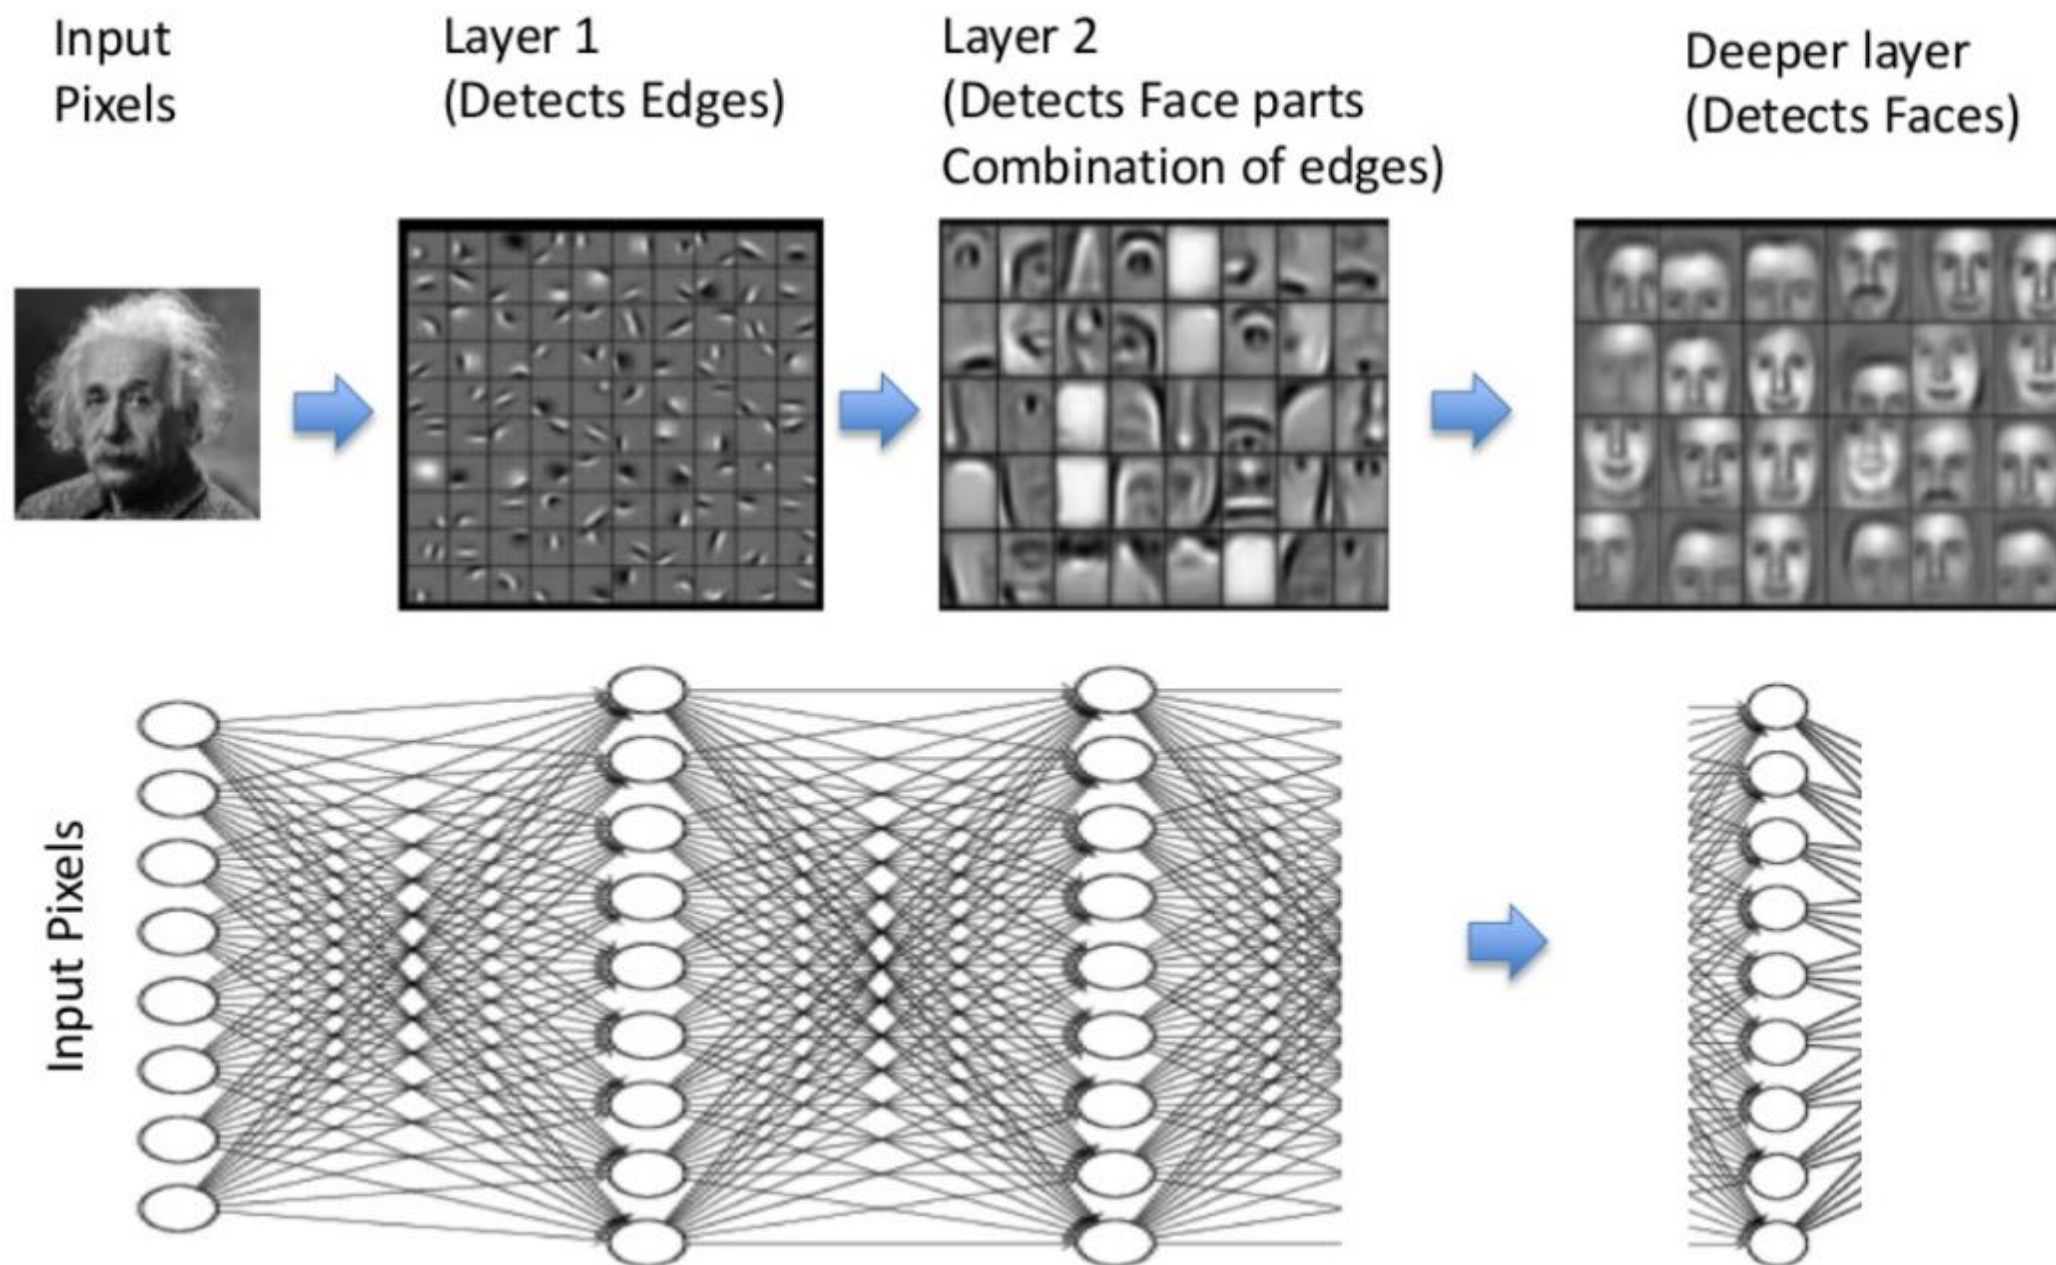 Input
Pixels
Layer 1
(Detects Edges)
Layer 2
(Detects Face parts
Combination of edges)
Deeper layer
(Detects Faces)
Input Pixels